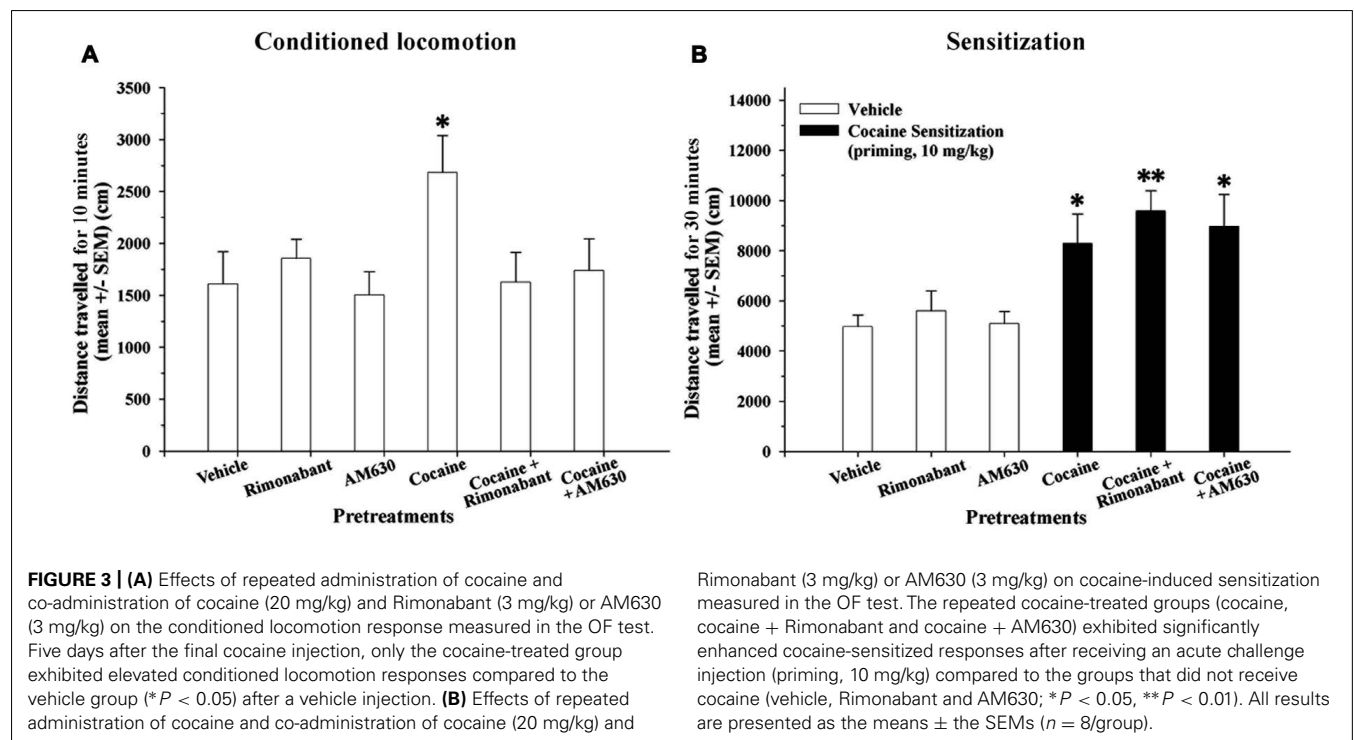 Conditioned locomotion
A
Distance travelled for 10 minutes
(mean +/- SEM) (cm)
3500
3000
2500
2000
1500
1000
500
0
*
Vehicle
Rimonabant
AM630
Cocaine
Cocaine +
Rimonabant
Cocaine
+AM630
Pretreatments
Sensitization
B
Distance travelled for 30 minutes
(mean +/- SEM) (cm)
14000
12000
10000
8000
6000
4000
2000
0
Vehicle
Cocaine Sensitization
(priming, 10 mg/kg)
*
**
*
Vehicle
Rimonabant
AM630
Cocaine
Cocaine +
Rimonabant
Cocaine
+AM630
Pretreatments
FIGURE 3 | (A) Effects of repeated administration of cocaine and
co-administration of cocaine (20 mg/kg) and Rimonabant (3 mg/kg) or AM630
(3 mg/kg) on the conditioned locomotion response measured in the OF test.
Five days after the final cocaine injection, only the cocaine-treated group
exhibited elevated conditioned locomotion responses compared to the
vehicle group (*P < 0.05) after a vehicle injection. (B) Effects of repeated
administration of cocaine and co-administration of cocaine (20 mg/kg) and
Rimonabant (3 mg/kg) or AM630 (3 mg/kg) on cocaine-induced sensitization
measured in the OF test. The repeated cocaine-treated groups (cocaine,
cocaine + Rimonabant and cocaine + AM630) exhibited significantly
enhanced cocaine-sensitized responses after receiving an acute challenge
injection (priming, 10 mg/kg) compared to the groups that did not receive
cocaine (vehicle, Rimonabant and AM630; *P < 0.05, **P < 0.01). All results
are presented as the means ± the SEMs (n = 8/group).